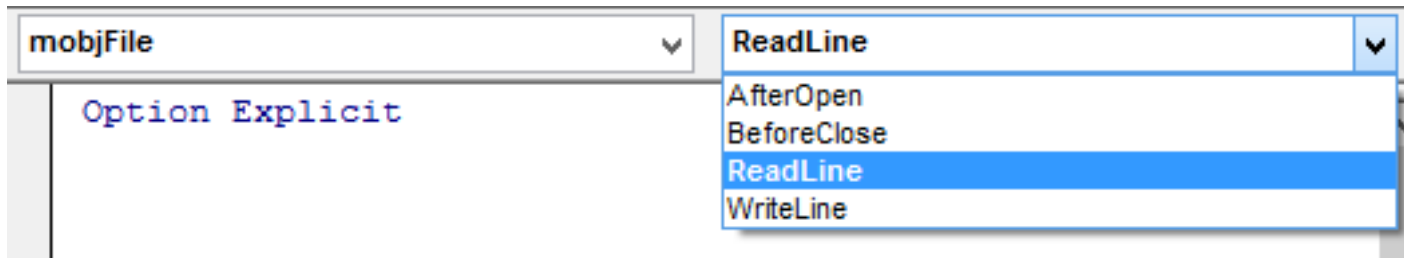 mobjFile
ReadLine
Option Explicit
AfterOpen
BeforeClose
ReadLine
WriteLine